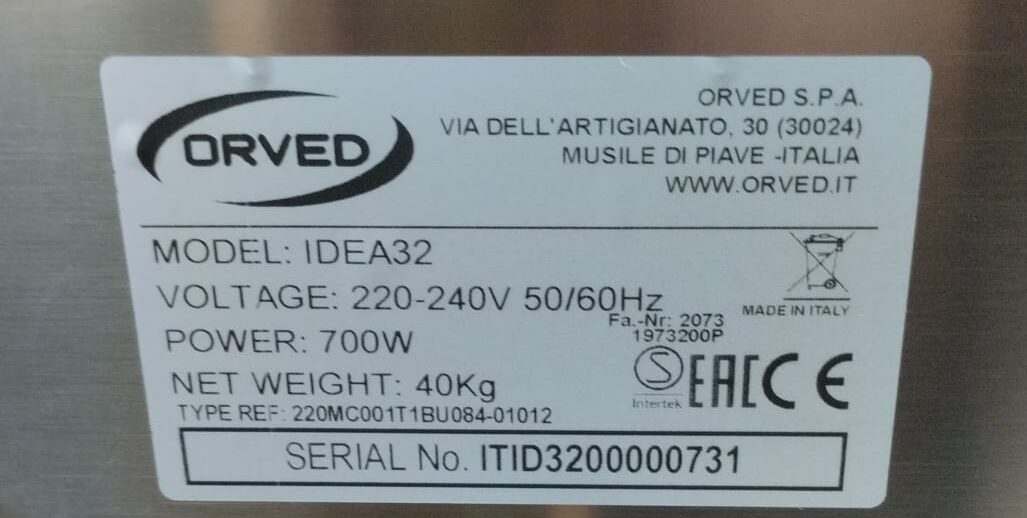 ORVED
ORVED S.P.A.
VIA DELL'ARTIGIANATO, 30 (30024)
MUSILE DI PIAVE -ITALIA
WWW.ORVED.IT
MODEL: IDEA32
VOLTAGE: 220-240V 50/60Hz
MADE IN ITALY
Fa.-Nr: 2073
1973200P
POWER: 700W
NET WEIGHT: 40Kg
S
Intertek
EAC CE
TYPE REF: 220MC001T1BU084-01012
SERIAL No. ITID3200000731